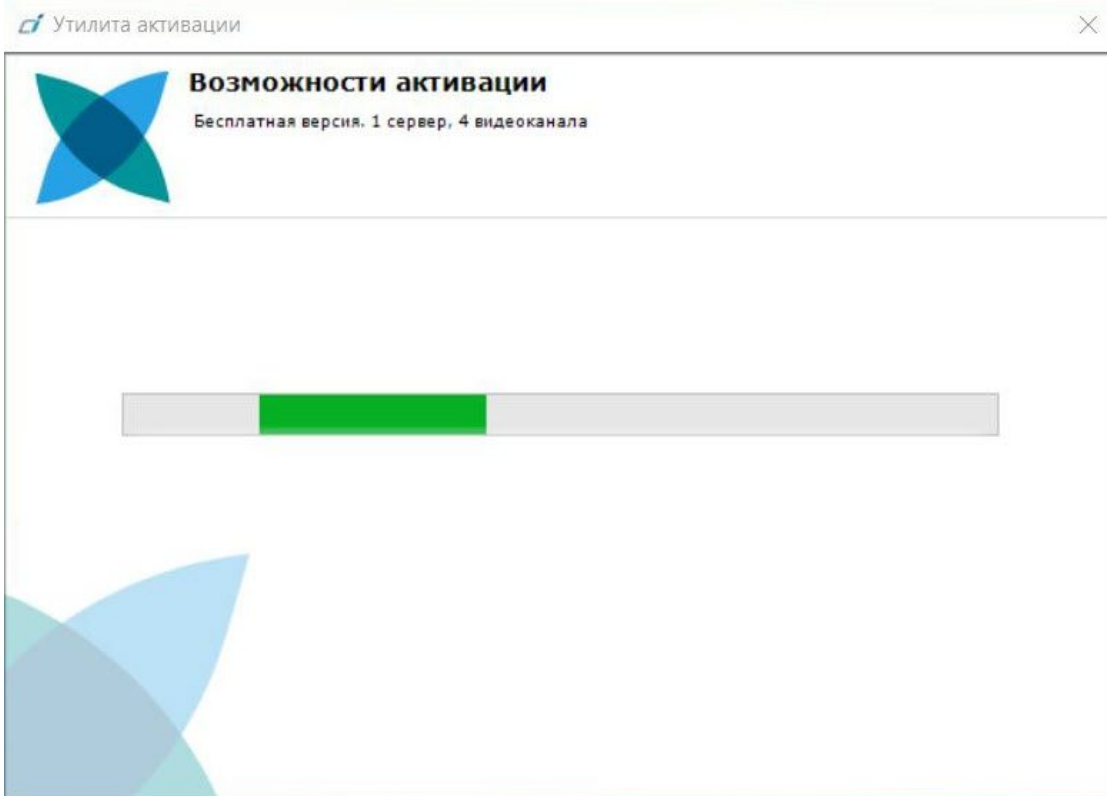 Утилита активации
Возможности активации
Бесплатная версия. 1 сервер, 4 видеоканала